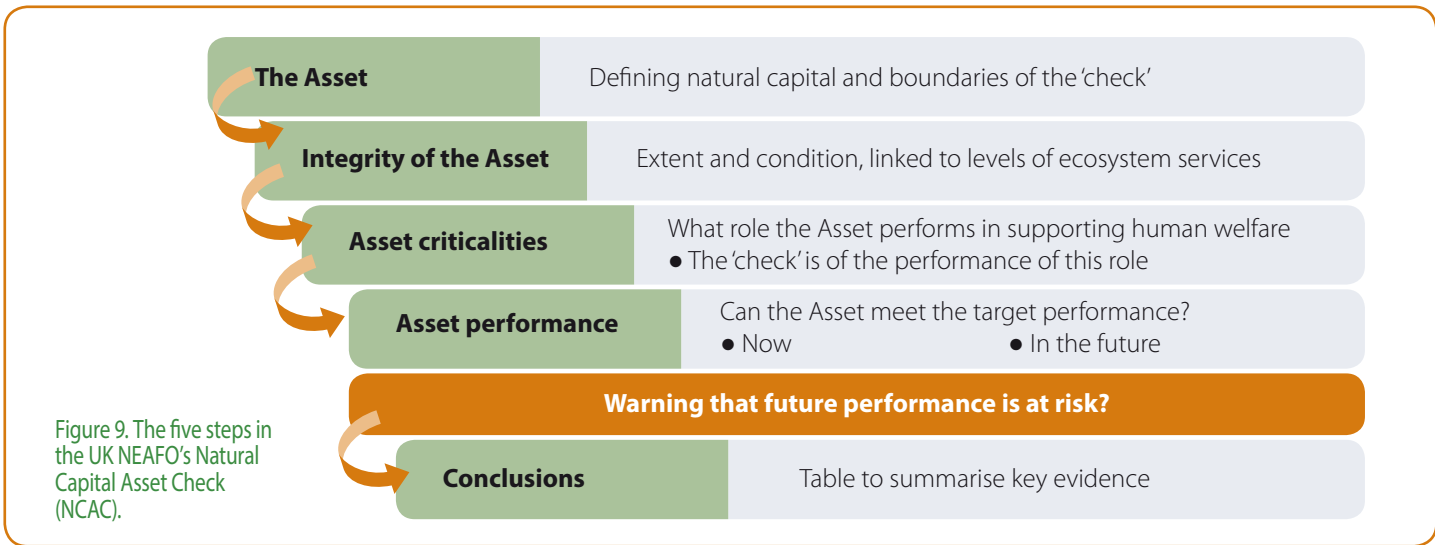 The Asset
Defining natural capital and boundaries of the ‘check’
Integrity of the Asset
Extent and condition, linked to levels of ecosystem services
Asset criticalities
What role the Asset performs in supporting human welfare
● The ‘check’ is of the performance of this role
Asset performance
Can the Asset meet the target performance?
● Now ● In the future
Warning that future performance is at risk?
Conclusions
Table to summarise key evidence
Figure 9. The five steps in
the UK NEAFO’s Natural
Capital Asset Check
(NCAC).